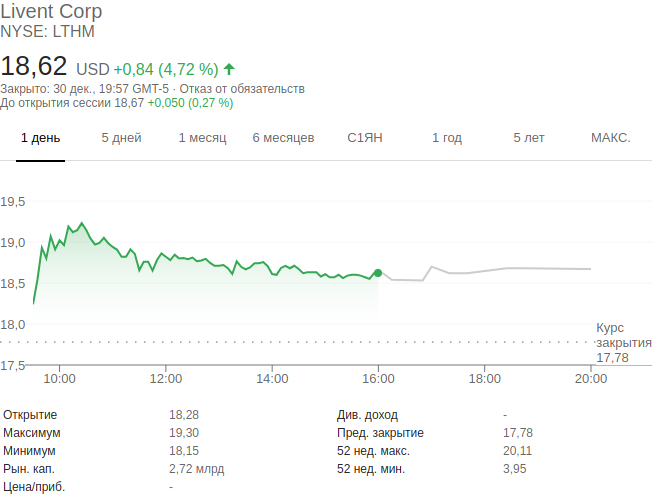 Livent Corp
NYSE: LTHM
18,62 USD +0,84 (4,72 %)
Закрыто: 30 дек., 19:57 GMT-5 · Отказ от обязательств
До открытия сессии 18,67 +0,050 (0,27 %)
1 день 5 дней 1 месяц 6 месяцев С1ЯН 1 год 5 лет МАКС.
19,5
19,0
18,5
18,0
Курс
закрытия
17,78
17,5
10:00 12:00 14:00 16:00 18:00 20:00
Открытие 18,28 Див. доход -
Максимум 19,30 Пред. закрытие 17,78
Минимум 18,15 52 нед. макс. 20,11
Рын. кап. 2,72 млрд 52 нед. мин. 3,95
Цена/приб. -